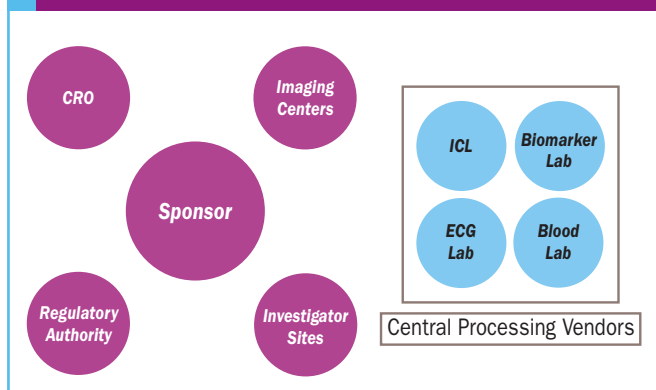 CRO
Imaging
Centers
Sponsor
Regulatory
Authority
Investigator
Sites
ICL
Biomarker
Lab
ECG
Lab
Blood
Lab
Central Processing Vendors